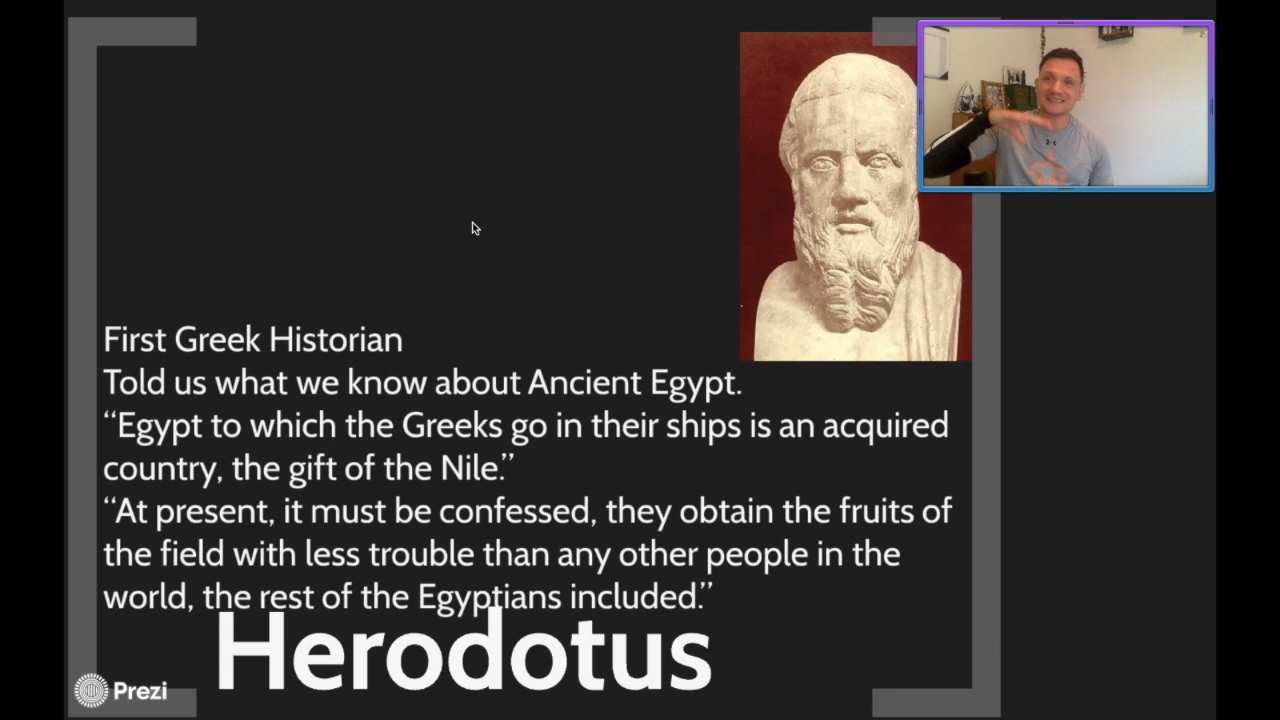 First Greek Historian
Told us what we know about Ancient Egypt.
“Egypt to which the Greeks go in their ships is an acquired
country, the gift of the Nile.”
“At present, it must be confessed, they obtain the fruits of
the field with less trouble than any other people in the
world, the rest of the Egyptians included.”
Herodotus
Prezi